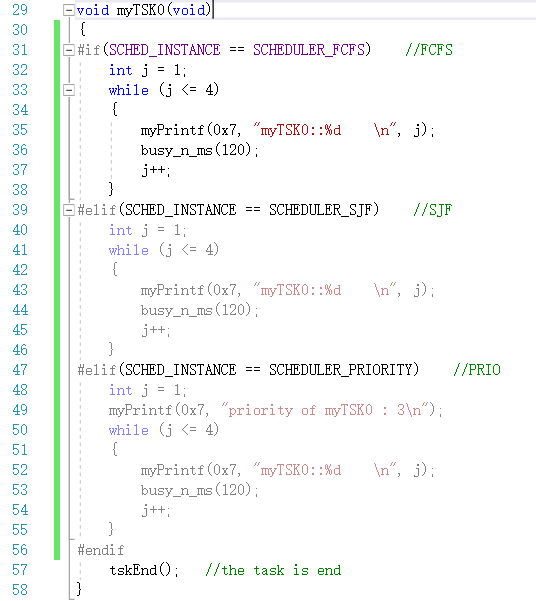 29 void myTSK0(void)
30 {
31 #if(SCHED_INSTANCE == SCHEDULER_FCFS)    //FCFS
32     int j = 1;
33     while (j <= 4)
34     {
35         myPrintf(0x7, "myTSK0::%d    \n", j);
36         busy_n_ms(120);
37         j++;
38     }
39 #elif(SCHED_INSTANCE == SCHEDULER_SJF)    //SJF
40     int j = 1;
41     while (j <= 4)
42     {
43         myPrintf(0x7, "myTSK0::%d    \n", j);
44         busy_n_ms(120);
45         j++;
46     }
47 #elif(SCHED_INSTANCE == SCHEDULER_PRIORITY)    //PRIO
48     int j = 1;
49     myPrintf(0x7, "priority of myTSK0 : 3\n");
50     while (j <= 4)
51     {
52         myPrintf(0x7, "myTSK0::%d    \n", j);
53         busy_n_ms(120);
54         j++;
55     }
56 #endif
57     tskEnd();   //the task is end
58 }